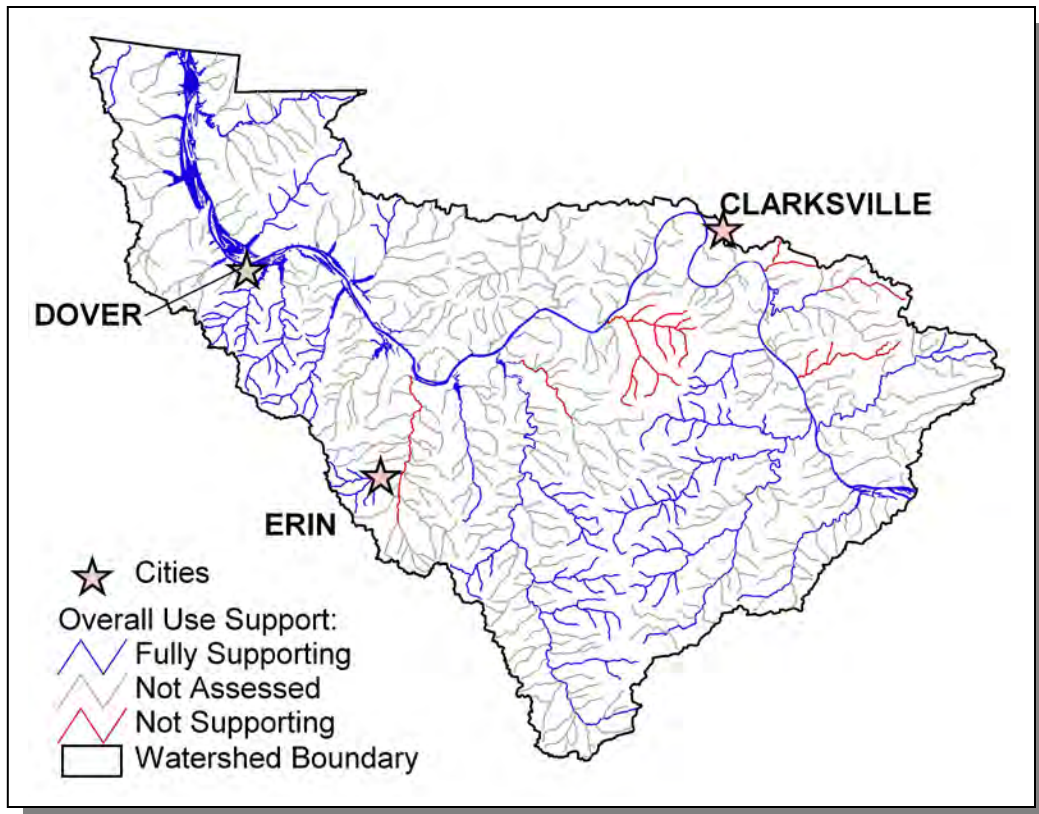 CLARKSVILLE
DOVER
ERIN
Cities
Overall Use Support:
Fully Supporting
Not Assessed
Not Supporting
Watershed Boundary